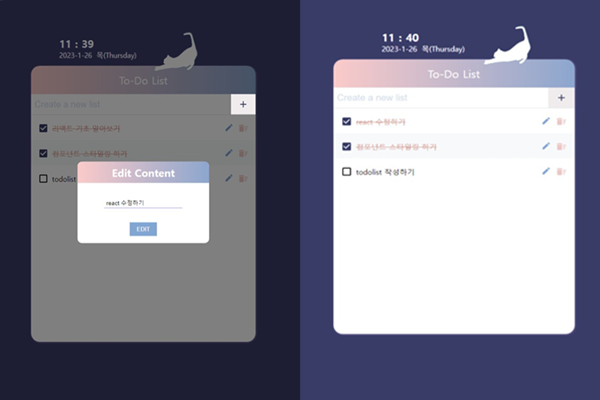 11 : 39
2023-1-26 목(Thursday)
To-Do List
Create a new list
리액트 기초 알아보기
컴포넌트 스타일링 하기
todolist
Edit Content
react 수정하기
EDIT
11 : 40
2023-1-26 목(Thursday)
To-Do List
Create a new list
react 수정하기
컴포넌트 스타일링 하기
todolist 작성하기